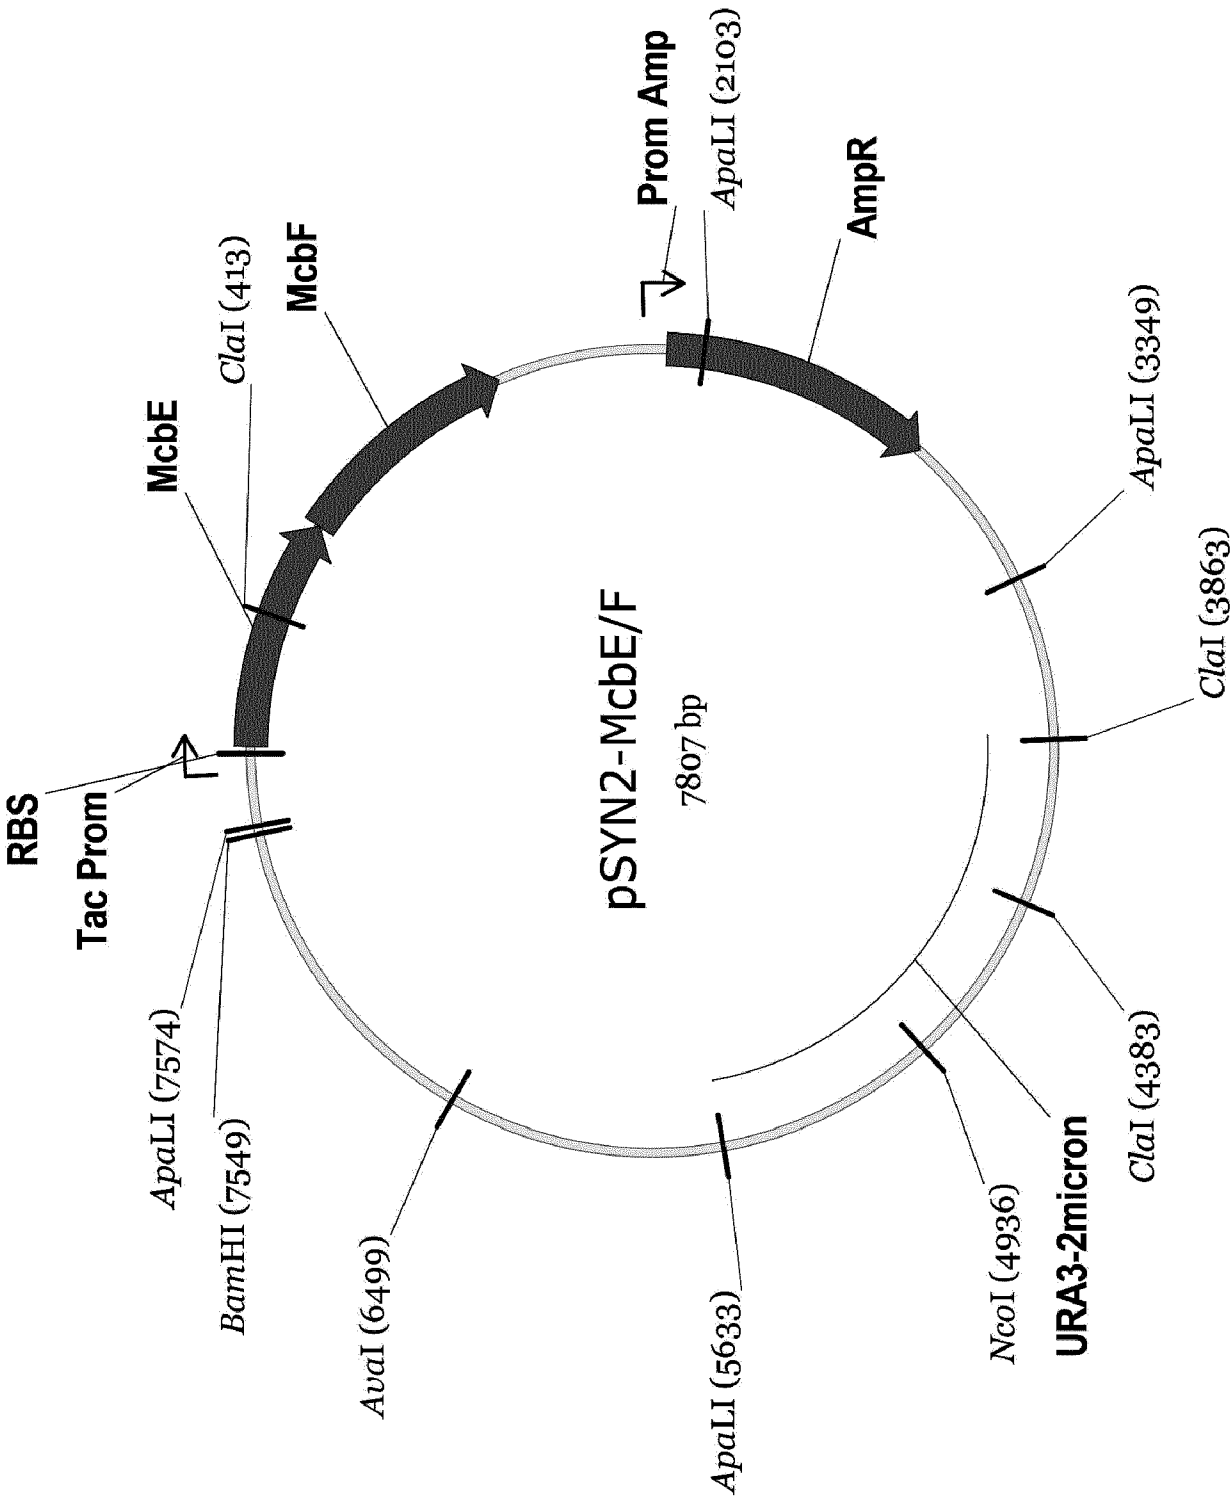 RBS
Tac Prom
McbE
ClaI (413)
McbF
Prom Amp
ApaLI (2103)
AmpR
ApaLI (3349)
ClaI (3863)
ClaI (4383)
URA3-2micron
NcoI (4936)
ApaLI (5633)
AvaI (6499)
BamHI (7549)
ApaLI (7574)
pSYN2-McbE/F
7807 bp